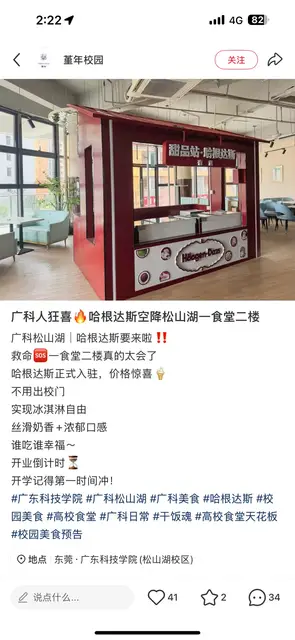 2:22
4G
82
堇年校园
关注
甜品站·哈根达斯
Häagen-Dazs
广科人狂喜🔥哈根达斯空降松山湖一食堂二楼
广科松山湖｜哈根达斯要来啦‼️
救命🆘一食堂二楼真的太会了
哈根达斯正式入驻，价格惊喜🍦
不用出校门
实现冰淇淋自由
丝滑奶香+浓郁口感
谁吃谁幸福～
开业倒计时⏳
开学记得第一时间冲！
#广东科技学院 #广科松山湖 #广科美食 #哈根达斯 #校
园美食 #高校食堂 #广科日常 #干饭魂 #高校食堂天花板
#校园美食预告
地点 东莞·广东科技学院 (松山湖校区)
说点什么...
41
2
34